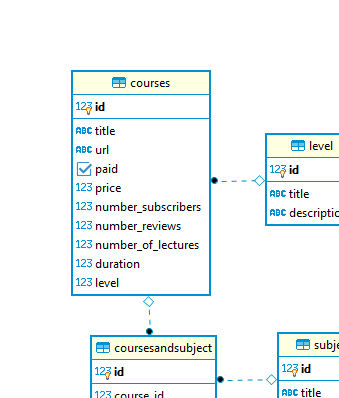 courses
123 id
ABC title
ABC url
paid
123 price
123 number_subscribers
123 number_reviews
123 number_of_lectures
123 duration
123 level
level
123 id
ABC title
ABC descriptio
coursesandsubject
123 id
123 course_id
subje
123 id
ABC title